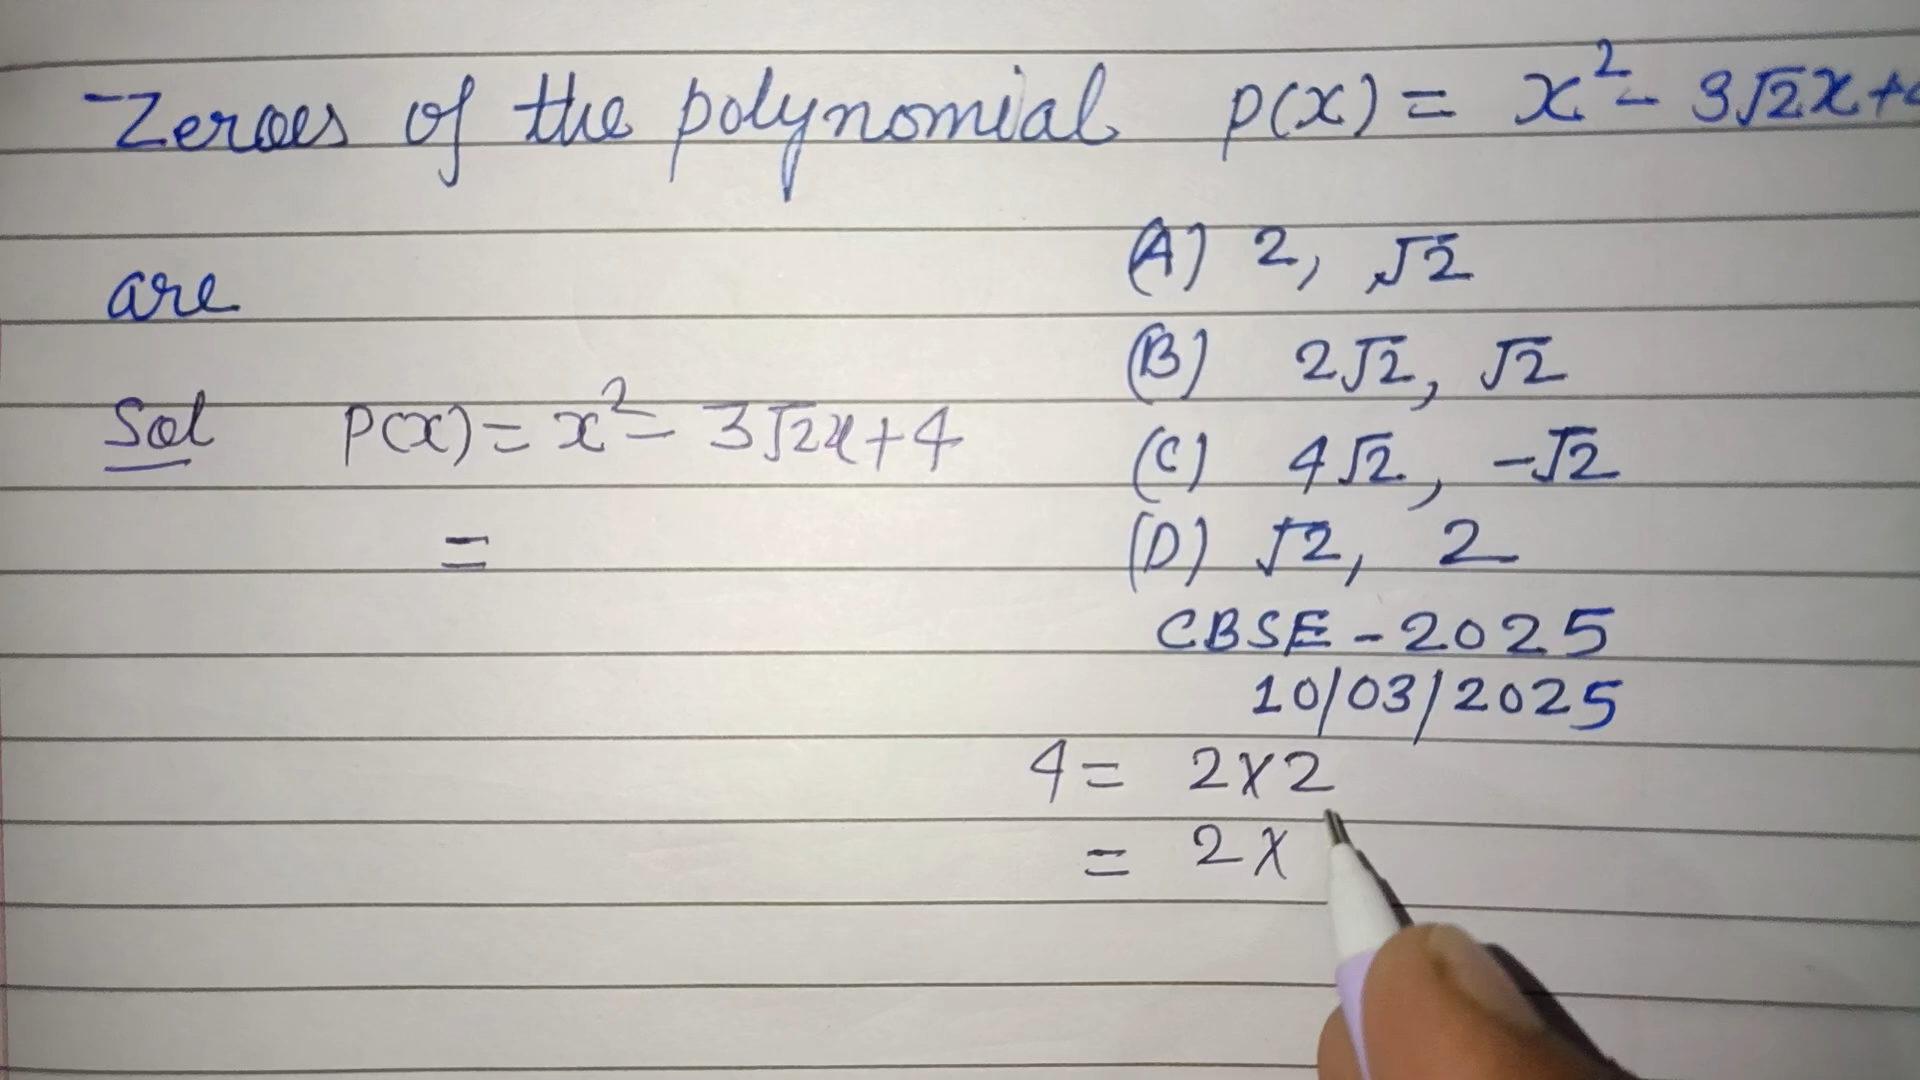 Zeroes of the polynomial p(x) = x² - 3√2x+
are
(A) 2, √2
(B) 2√2, √2
(C) 4√2, -√2
(D) √2, 2
CBSE - 2025
10/03/2025
Sol P(x) = x² - 3√2x + 4
=
4 = 2×2
= 2×